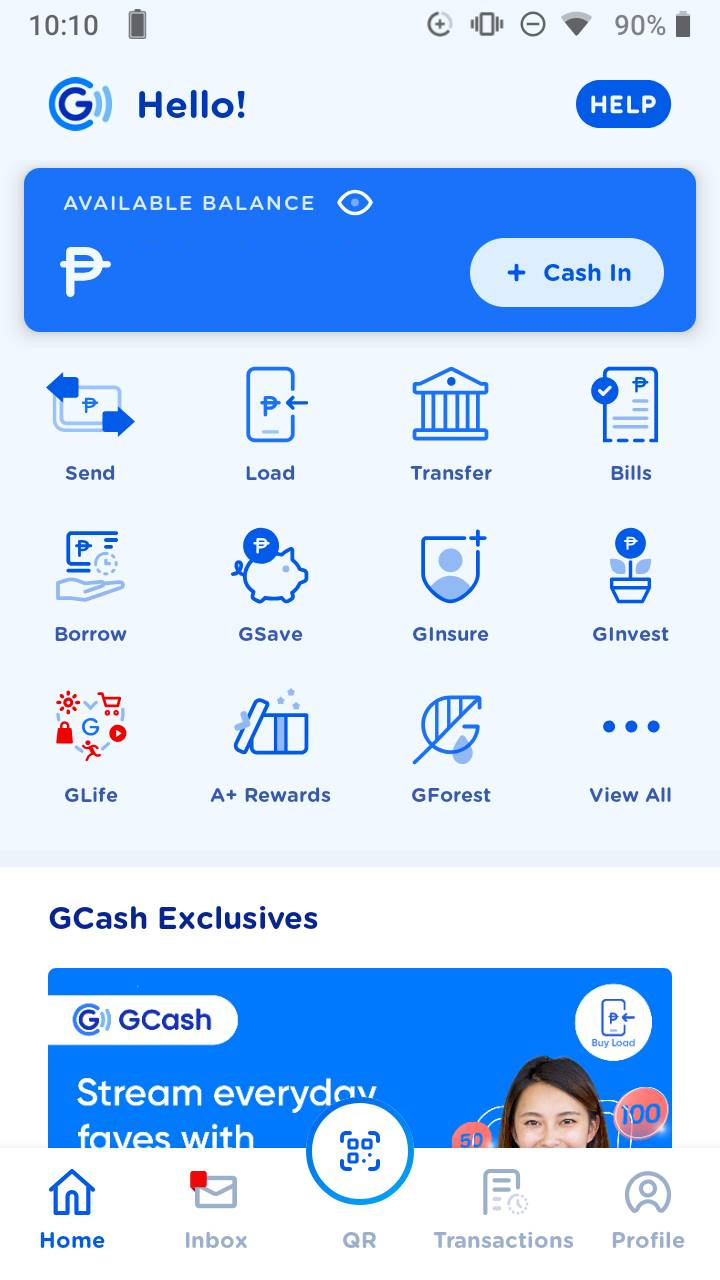 10:10
90%
Hello!
HELP
AVAILABLE BALANCE
₱
+ Cash In
Send
Load
Transfer
Bills
Borrow
GSave
GInsure
GInvest
GLife
A+ Rewards
GForest
View All
GCash Exclusives
GCash
Buy Load
Stream everyday
faves with
50
100
Home
Inbox
QR
Transactions
Profile